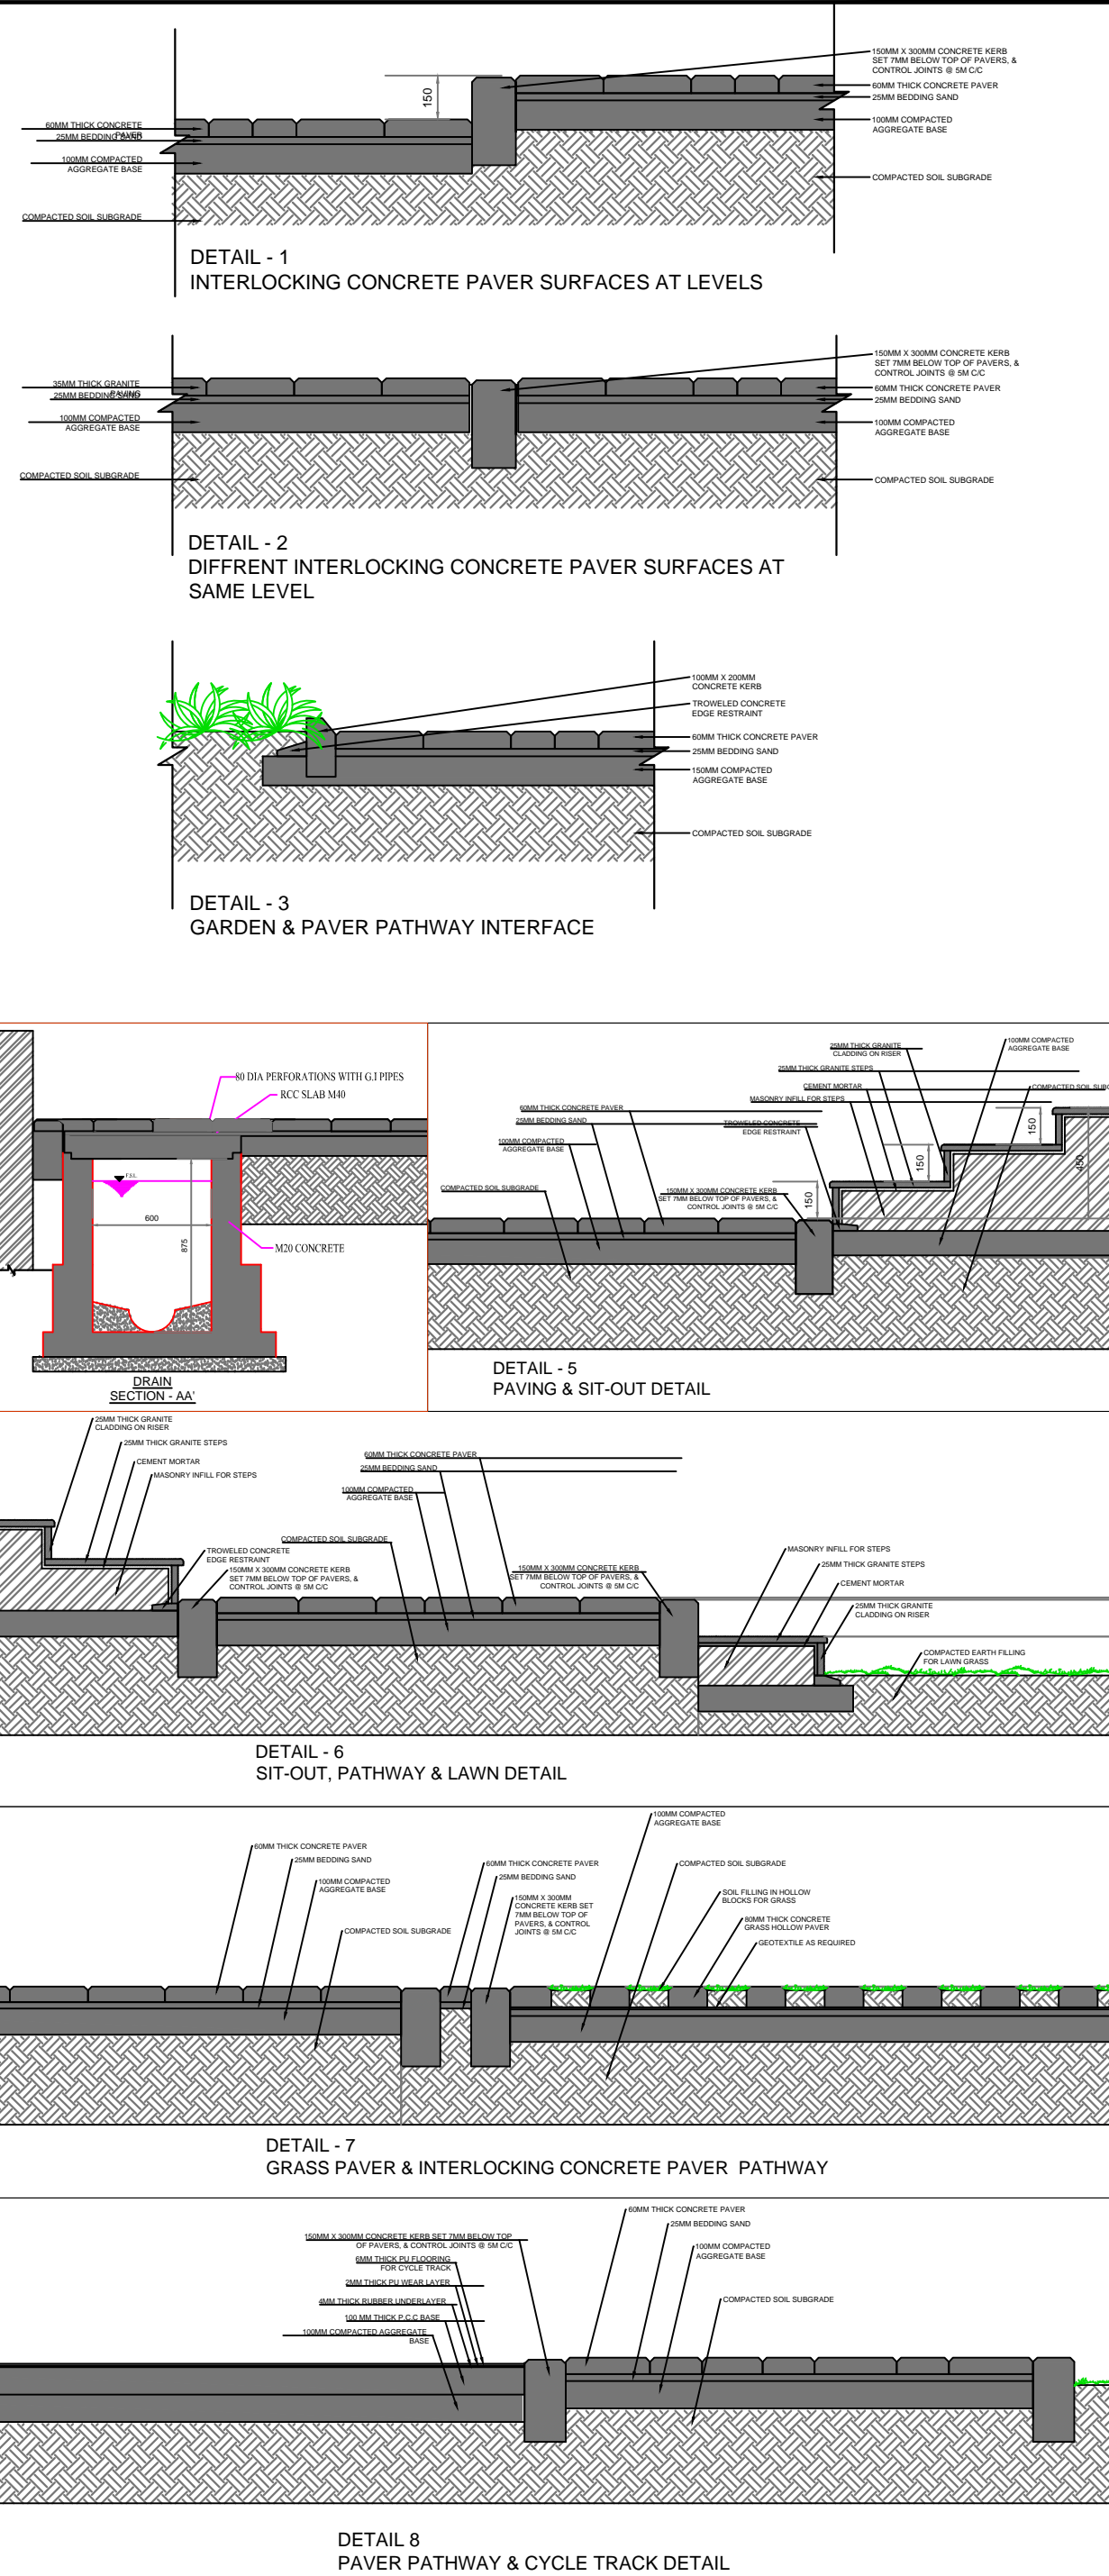 150MM X 300MM CONCRETE KERB
SET 7MM BELOW TOP OF PAVERS, &
CONTROL JOINTS @ 5M C/C
60MM THICK CONCRETE PAVER
25MM BEDDING SAND
100MM COMPACTED
AGGREGATE BASE
COMPACTED SOIL SUBGRADE
150
60MM THICK CONCRETE
PAVER
25MM BEDDING SAND
100MM COMPACTED
AGGREGATE BASE
COMPACTED SOIL SUBGRADE
DETAIL - 1
INTERLOCKING CONCRETE PAVER SURFACES AT LEVELS
150MM X 300MM CONCRETE KERB
SET 7MM BELOW TOP OF PAVERS, &
CONTROL JOINTS @ 5M C/C
60MM THICK CONCRETE PAVER
25MM BEDDING SAND
100MM COMPACTED
AGGREGATE BASE
COMPACTED SOIL SUBGRADE
35MM THICK GRANITE
PAVING
25MM BEDDING SAND
100MM COMPACTED
AGGREGATE BASE
COMPACTED SOIL SUBGRADE
DETAIL - 2
DIFFRENT INTERLOCKING CONCRETE PAVER SURFACES AT
SAME LEVEL
100MM X 200MM
CONCRETE KERB
TROWELED CONCRETE
EDGE RESTRAINT
60MM THICK CONCRETE PAVER
25MM BEDDING SAND
150MM COMPACTED
AGGREGATE BASE
COMPACTED SOIL SUBGRADE
DETAIL - 3
GARDEN & PAVER PATHWAY INTERFACE
80 DIA PERFORATIONS WITH G.I PIPES
RCC SLAB M40
F.S.L
600
875
M20 CONCRETE
DRAIN
SECTION - AA'
25MM THICK GRANITE
CLADDING ON RISER
100MM COMPACTED
AGGREGATE BASE
25MM THICK GRANITE STEPS
CEMENT MORTAR
COMPACTED SOIL
MASONRY INFILL FOR STEPS
60MM THICK CONCRETE PAVER
25MM BEDDING SAND
TROWELED CONCRETE
EDGE RESTRAINT
100MM COMPACTED
AGGREGATE BASE
COMPACTED SOIL SUBGRADE
150MM X 300MM CONCRETE KERB
SET 7MM BELOW TOP OF PAVERS, &
CONTROL JOINTS @ 5M C/C
150
150
150
450
DETAIL - 5
PAVING & SIT-OUT DETAIL
25MM THICK GRANITE
CLADDING ON RISER
25MM THICK GRANITE STEPS
CEMENT MORTAR
MASONRY INFILL FOR STEPS
60MM THICK CONCRETE PAVER
25MM BEDDING SAND
100MM COMPACTED
AGGREGATE BASE
COMPACTED SOIL SUBGRADE
TROWELED CONCRETE
EDGE RESTRAINT
150MM X 300MM CONCRETE KERB
SET 7MM BELOW TOP OF PAVERS, &
CONTROL JOINTS @ 5M C/C
150MM X 300MM CONCRETE KERB
SET 7MM BELOW TOP OF PAVERS, &
CONTROL JOINTS @ 5M C/C
MASONRY INFILL FOR STEPS
25MM THICK GRANITE STEPS
CEMENT MORTAR
25MM THICK GRANITE
CLADDING ON RISER
COMPACTED EARTH FILLING
FOR LAWN GRASS
DETAIL - 6
SIT-OUT, PATHWAY & LAWN DETAIL
100MM COMPACTED
AGGREGATE BASE
60MM THICK CONCRETE PAVER
25MM BEDDING SAND
100MM COMPACTED
AGGREGATE BASE
COMPACTED SOIL SUBGRADE
60MM THICK CONCRETE PAVER
25MM BEDDING SAND
150MM X 300MM
CONCRETE KERB SET
7MM BELOW TOP OF
PAVERS, & CONTROL
JOINTS @ 5M C/C
COMPACTED SOIL SUBGRADE
SOIL FILLING IN HOLLOW
BLOCKS FOR GRASS
80MM THICK CONCRETE
GRASS HOLLOW PAVER
GEOTEXTILE AS REQUIRED
DETAIL - 7
GRASS PAVER & INTERLOCKING CONCRETE PAVER PATHWAY
60MM THICK CONCRETE PAVER
25MM BEDDING SAND
100MM COMPACTED
AGGREGATE BASE
COMPACTED SOIL SUBGRADE
150MM X 300MM CONCRETE KERB SET 7MM BELOW TOP
OF PAVERS, & CONTROL JOINTS @ 5M C/C
6MM THICK PU FLOORING
FOR CYCLE TRACK
2MM THICK PU WEAR LAYER
4MM THICK RUBBER UNDERLAYER
100 MM THICK P.C.C BASE
100MM COMPACTED AGGREGATE
BASE
DETAIL 8
PAVER PATHWAY & CYCLE TRACK DETAIL